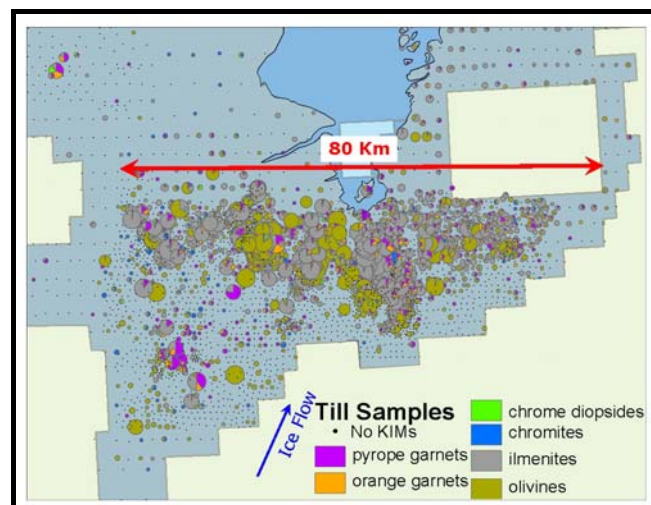 80 Km
Ice Flow
Till Samples
No KIMs
pyrope garnets
orange garnets
chrome diopsides
chromites
ilmenites
olivines